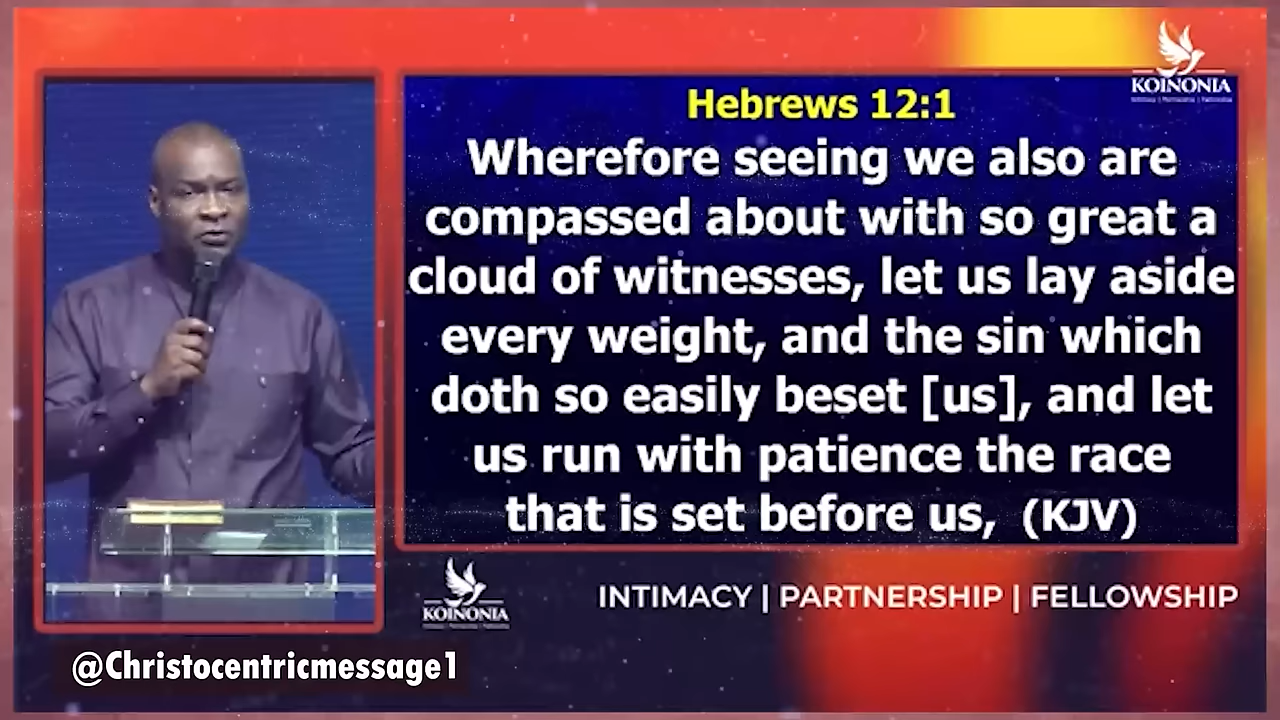 KOINONIA
Hebrews 12:1
Wherefore seeing we also are
compassed about with so great a
cloud of witnesses, let us lay aside
every weight, and the sin which
doth so easily beset [us], and let
us run with patience the race
that is set before us, (KJV)
KOINONIA
INTIMACY | PARTNERSHIP | FELLOWSHIP
@Christocentricmessage1